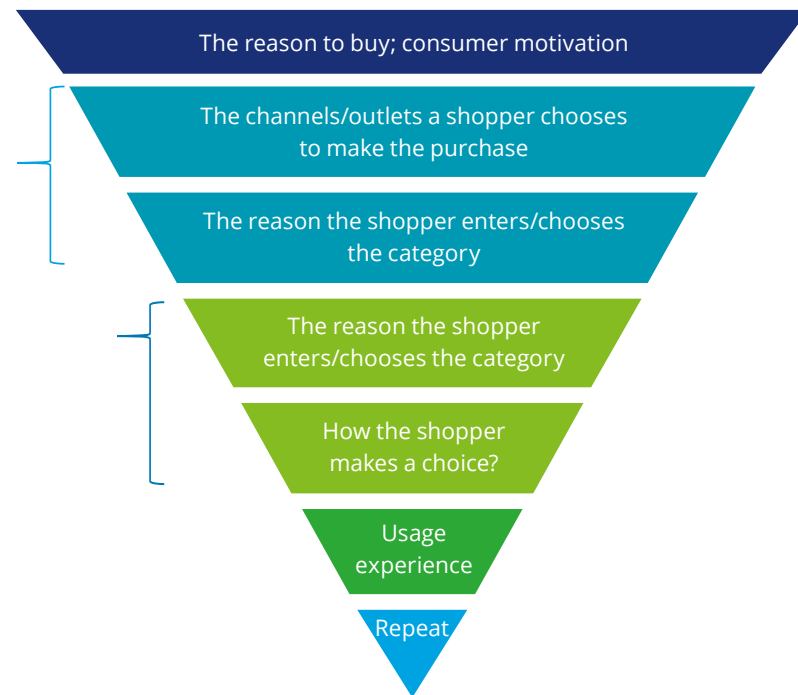 The reason to buy; consumer motivation
The channels/outlets a shopper chooses
to make the purchase
The reason the shopper enters/chooses
the category
The reason the shopper
enters/chooses the category
How the shopper
makes a choice?
Usage
experience
Repeat